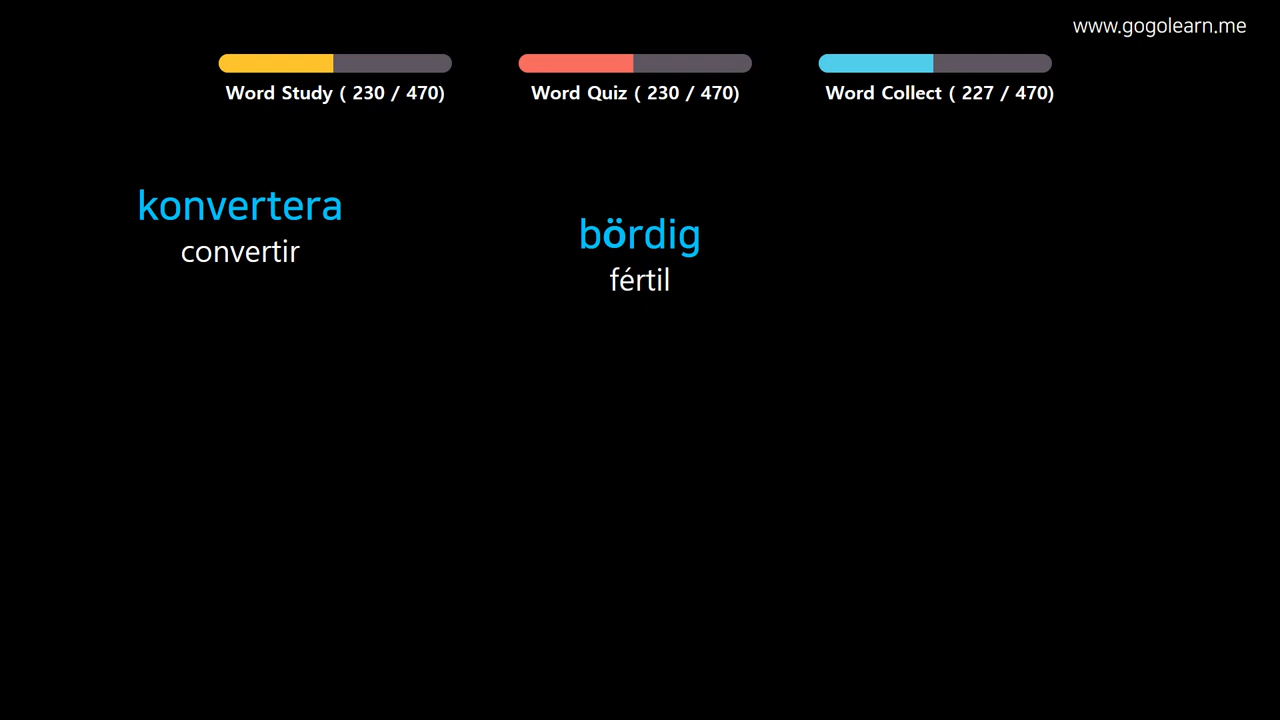 www.gogolearn.me
Word Study ( 230 / 470)
Word Quiz ( 230 / 470)
Word Collect ( 227 / 470)
konvertera
convertir
bördig
fértil